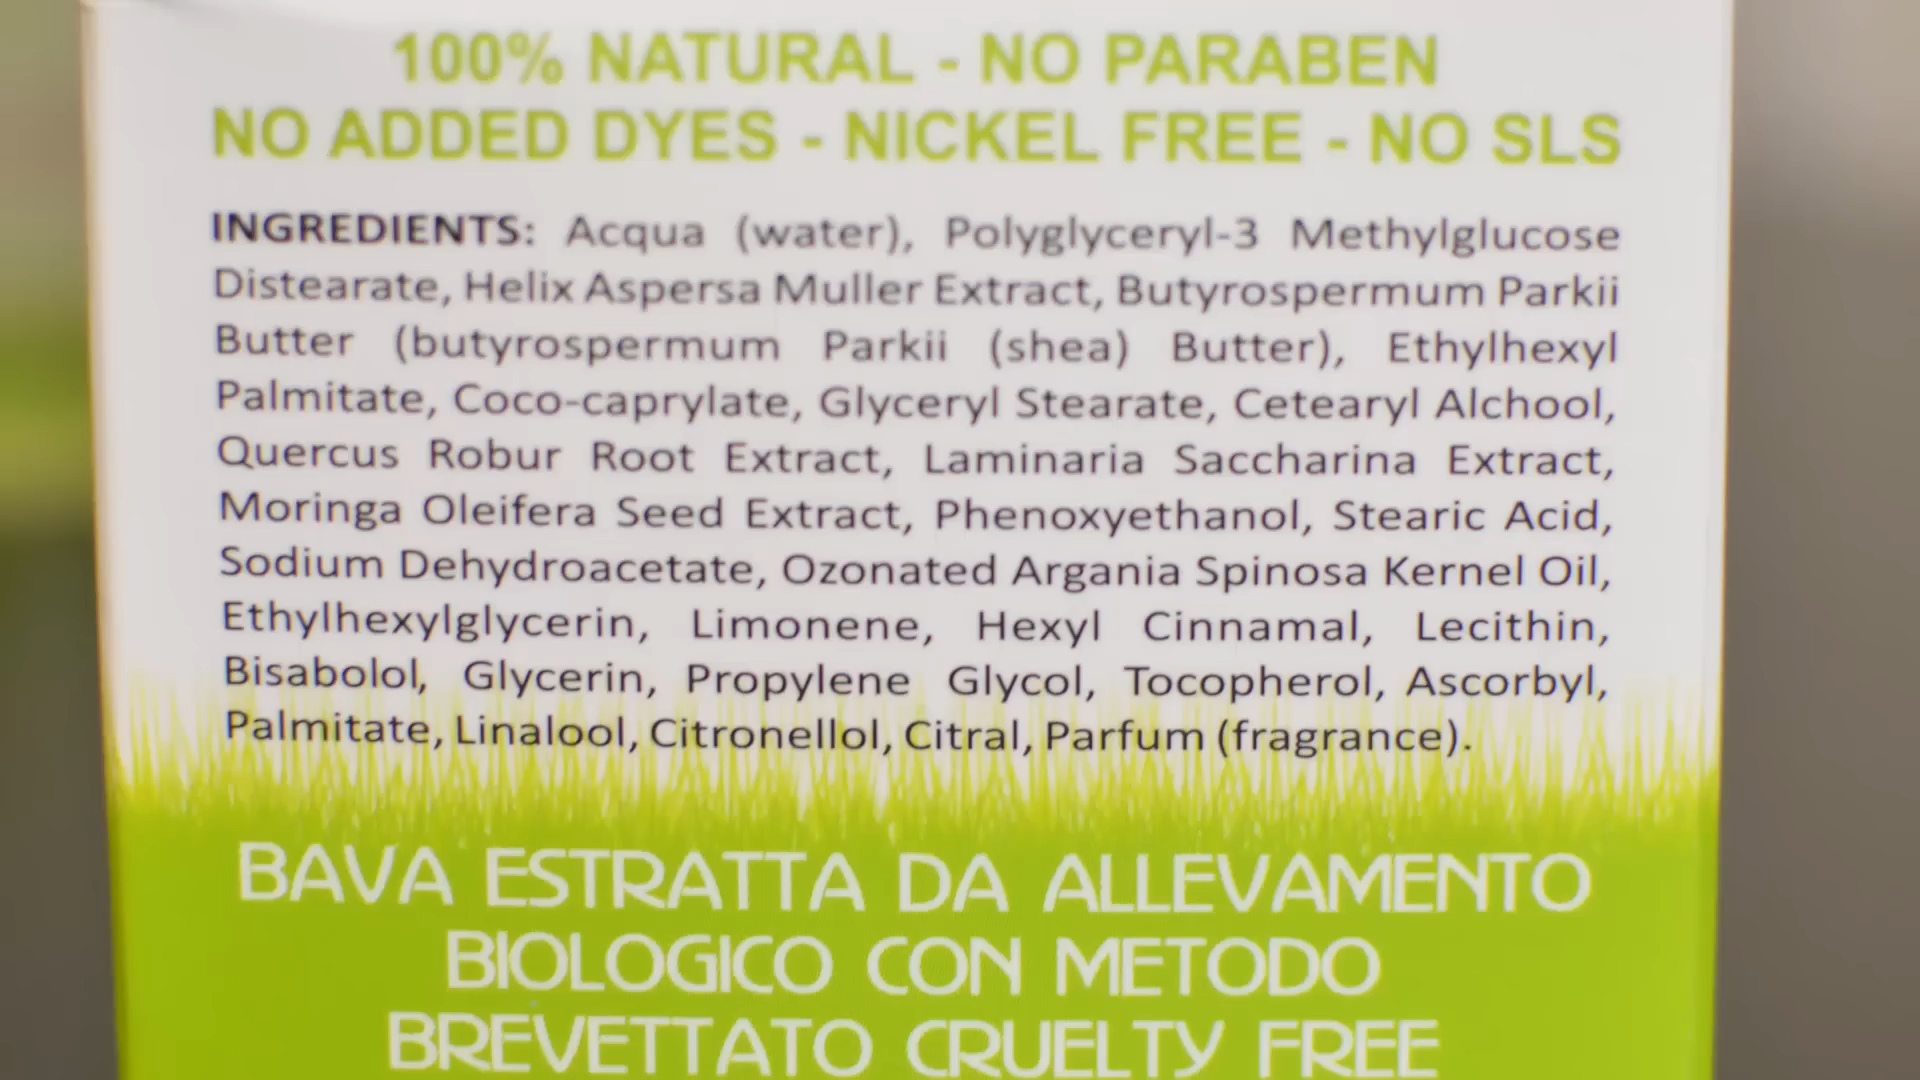 100% NATURAL - NO PARABEN
NO ADDED DYES - NICKEL FREE - NO SLS
INGREDIENTS: Acqua (water), Polyglyceryl-3 Methylglucose
Distearate, Helix Aspersa Muller Extract, Butyrospermum Parkii
Butter (butyrospermum Parkii (shea) Butter), Ethylhexyl
Palmitate, Coco-caprylate, Glyceryl Stearate, Cetearyl Alchool,
Quercus Robur Root Extract, Laminaria Saccharina Extract,
Moringa Oleifera Seed Extract, Phenoxyethanol, Stearic Acid,
Sodium Dehydroacetate, Ozonated Argania Spinosa Kernel Oil,
Ethylhexylglycerin, Limonene, Hexyl Cinnamal, Lecithin,
Bisabolol, Glycerin, Propylene Glycol, Tocopherol, Ascorbyl,
Palmitate, Linalool, Citronellol, Citral, Parfum (fragrance).
BAVA ESTRATTA DA ALLEVAMENTO
BIOLOGICO CON METODO
BREVETTATO CRUELTY FREE